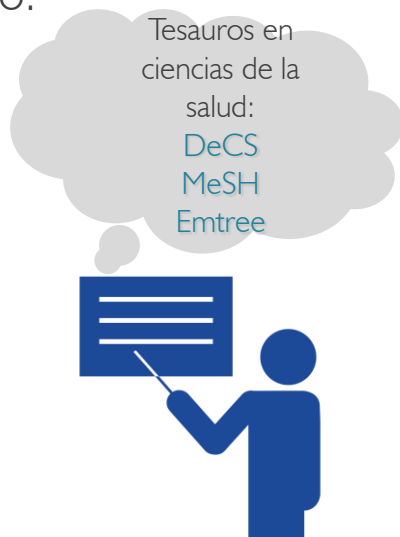 Tesauros en
ciencias de la
salud:
DeCS
MeSH
Emtree